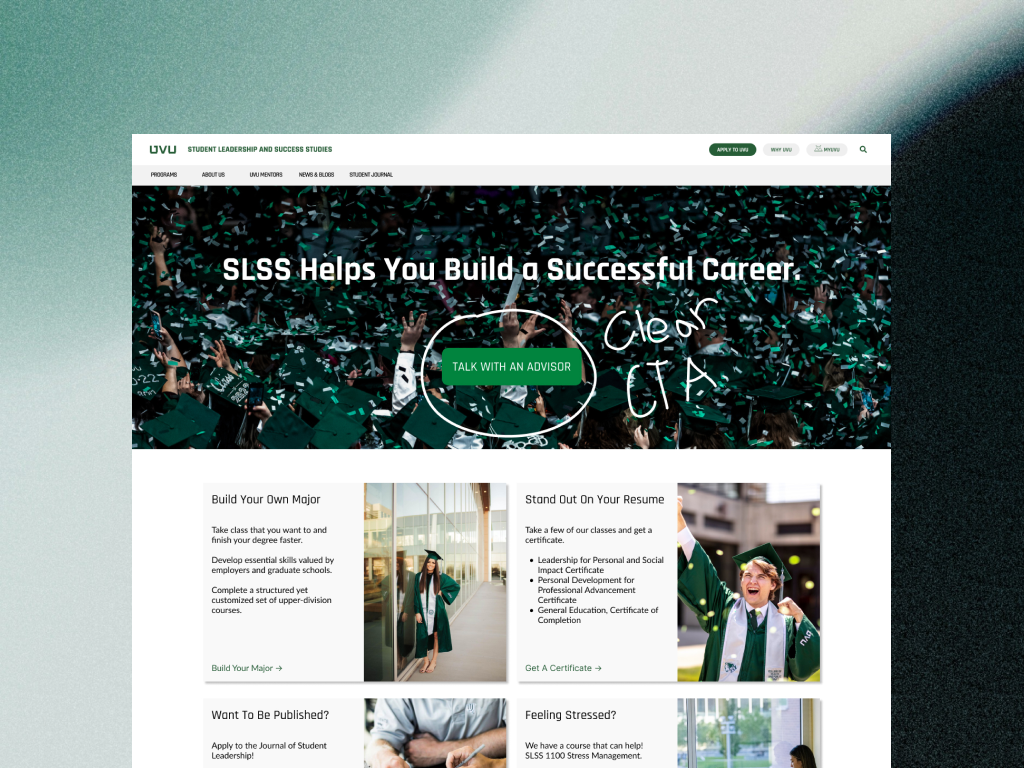 UVU STUDENT LEADERSHIP AND SUCCESS STUDIES APPLY TO UVU WHY UVU MYUVU
PROGRAMS ABOUT US UVU MENTORS NEWS & BLOGS STUDENT JOURNAL
SLSS Helps You Build a Successful Career.
Clear
CTA
TALK WITH AN ADVISOR
Build Your Own Major
Take class that you want to and
finish your degree faster.
Develop essential skills valued by
employers and graduate schools.
Complete a structured yet
customized set of upper-division
courses.
Build Your Major →
Stand Out On Your Resume
Take a few of our classes and get a
certificate.
• Leadership for Personal and Social
Impact Certificate
• Personal Development for
Professional Advancement
Certificate
• General Education, Certificate of
Completion
Get A Certificate →
UVU
Want To Be Published?
Apply to the Journal of Student
Leadership!
Feeling Stressed?
We have a course that can help!
SLSS 1100 Stress Management.